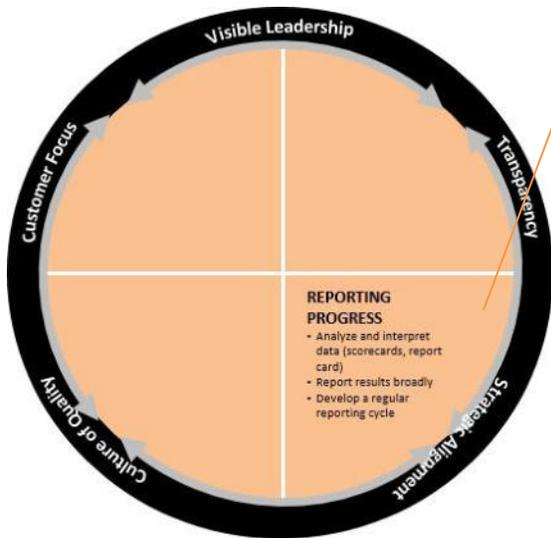 Visible Leadership
Customer Focus
Transparency
REPORTING
PROGRESS
- Analyze and interpret
data (scorecards, report
card)
- Report results broadly
- Develop a regular
reporting cycle
Culture of Quality
Strategic Alignment